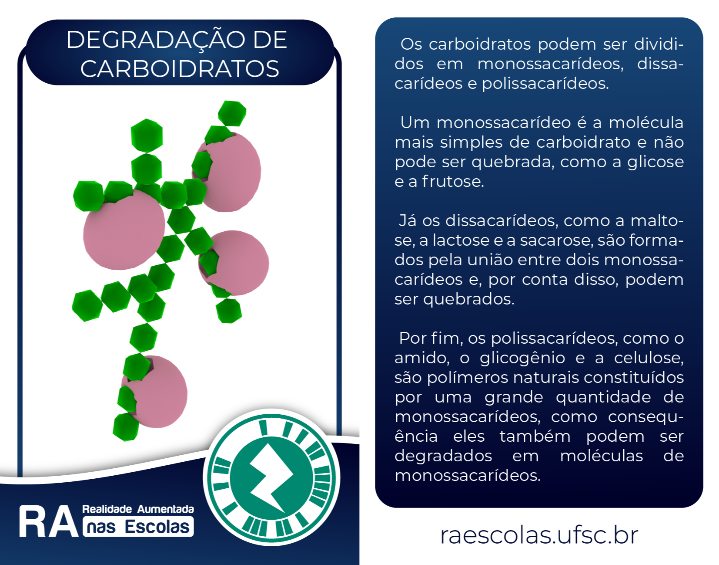 DEGRADAÇÃO DE
CARBOIDRATOS
RA Realidade Aumentada
nas Escolas
Os carboidratos podem ser dividi-
dos em monossacarídeos, dissa-
carídeos e polissacarídeos.
Um monossacarídeo é a molécula
mais simples de carboidrato e não
pode ser quebrada, como a glicose
e a frutose.
Já os dissacarídeos, como a malto-
se, a lactose e a sacarose, são forma-
dos pela união entre dois monossa-
carídeos e, por conta disso, podem
ser quebrados.
Por fim, os polissacarídeos, como o
amido, o glicogênio e a celulose,
são polímeros naturais constituídos
por uma grande quantidade de
monossacarídeos, como consequ-
ência eles também podem ser
degradados em moléculas de
monossacarídeos.
raescolas.ufsc.br